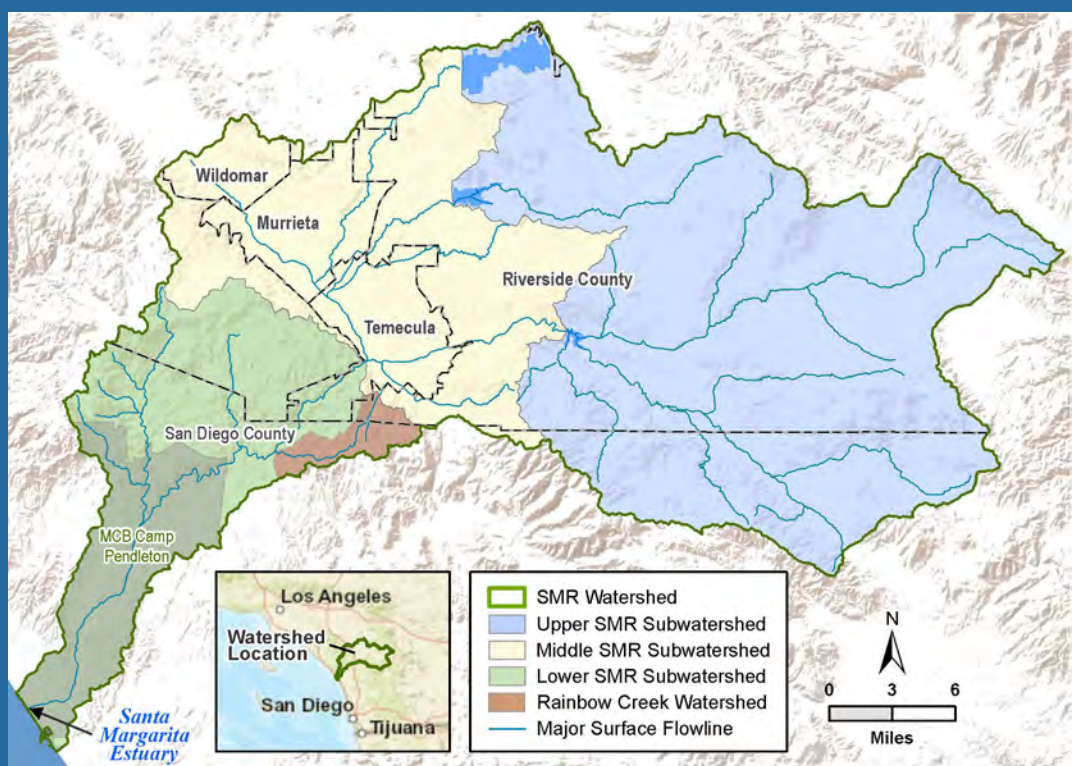 Wildomar
Murrieta
Riverside County
Temecula
San Diego County
MCB Camp
Pendleton
Santa
Margarita
Estuary
Los Angeles
Watershed
Location
San Diego
Tijuana
SMR Watershed
Upper SMR Subwatershed
Middle SMR Subwatershed
Lower SMR Subwatershed
Rainbow Creek Watershed
Major Surface Flowline
N
0 3 6
Miles